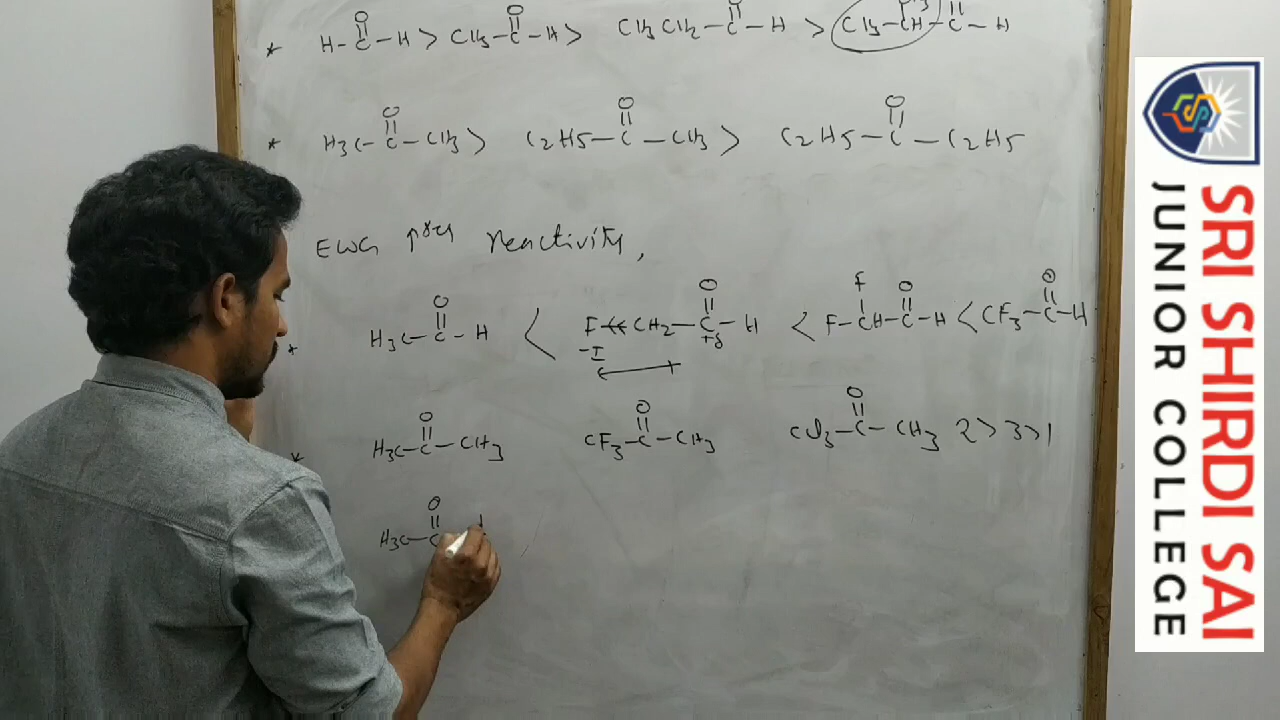 * H-C(=O)-H > CH3-C(=O)-H > CH3CH2-C(=O)-H > CH3-CH-C(=O)-H
* H3C-C(=O)-CH3 > C2H5-C(=O)-CH3 > C2H5-C(=O)-C2H5
EWG ↑ses reactivity,
* H3C-C(=O)-H < F-CH2-C(=O)-H < F-CH(F)-C(=O)-H < CF3-C(=O)-H
-I +δ
* H3C-C(=O)-CH3 CF3-C(=O)-CH3 CCl3-C(=O)-CH3 2>3>1
H3C-C(=O)
SRI SHIRDI SAI
JUNIOR COLLEGE